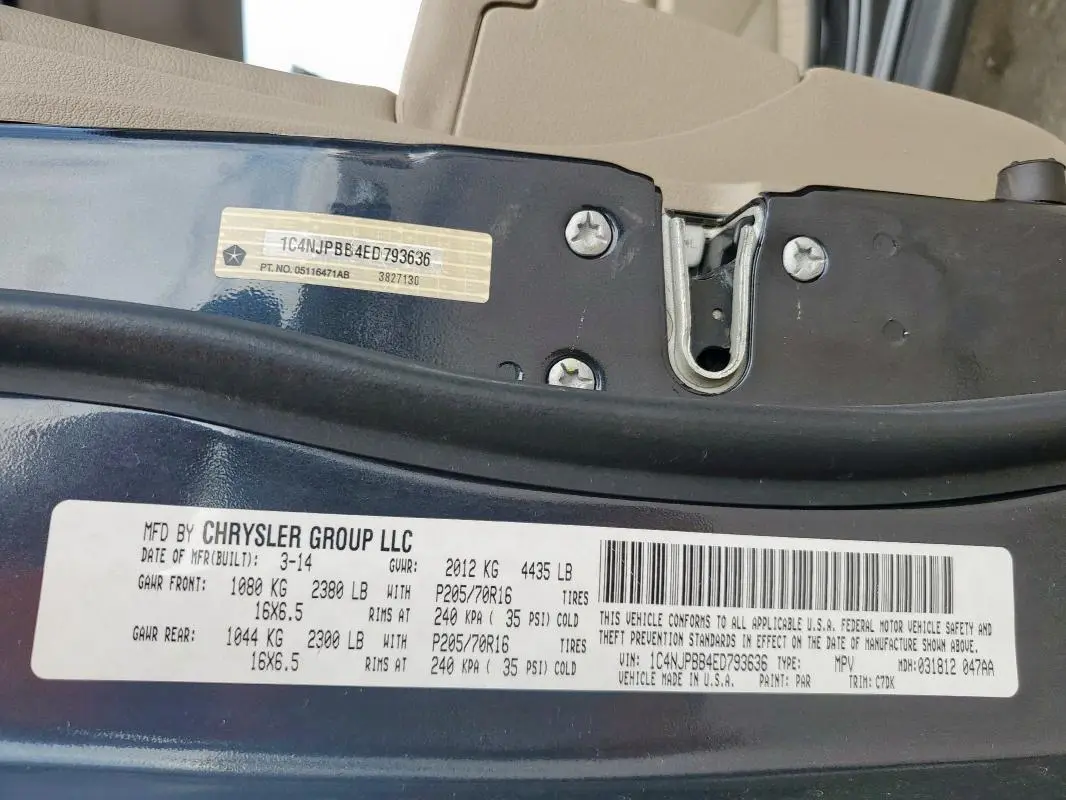 1C4NJPBB4ED793636
PT. NO. 05116471AB 3827130
MFD BY CHRYSLER GROUP LLC
DATE OF MFR(BUILT): 3-14 GVWR: 2012 KG 4435 LB
GAWR FRONT: 1080 KG 2380 LB WITH P205/70R16 TIRES
16X6.5 RIMS AT 240 KPA ( 35 PSI) COLD
GAWR REAR: 1044 KG 2300 LB WITH P205/70R16 TIRES
16X6.5 RIMS AT 240 KPA ( 35 PSI) COLD
THIS VEHICLE CONFORMS TO ALL APPLICABLE U.S.A. FEDERAL MOTOR VEHICLE SAFETY AND
THEFT PREVENTION STANDARDS IN EFFECT ON THE DATE OF MANUFACTURE SHOWN ABOVE.
VIN: 1C4NJPBB4ED793636 TYPE: MPV MDH: 031812 047AA
VEHICLE MADE IN U.S.A. PAINT: PAR TRIM: C7DK